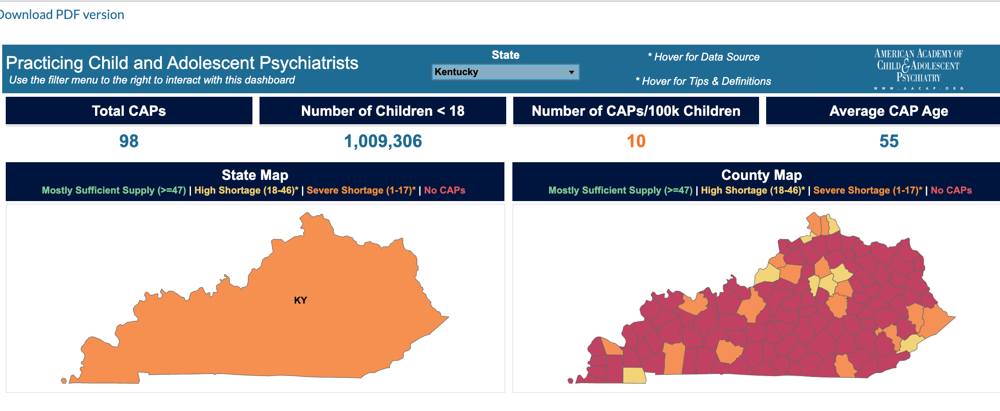 Download PDF version
Practicing Child and Adolescent Psychiatrists
Use the filter menu to the right to interact with this dashboard
State
Kentucky
* Hover for Data Source
* Hover for Tips & Definitions
AMERICAN ACADEMY OF
CHILD & ADOLESCENT
PSYCHIATRY
WWW.AACAP.ORG
Total CAPs
98
Number of Children < 18
1,009,306
Number of CAPs/100k Children
10
Average CAP Age
55
State Map
Mostly Sufficient Supply (>=47) | High Shortage (18-46)* | Severe Shortage (1-17)* | No CAPs
KY
County Map
Mostly Sufficient Supply (>=47) | High Shortage (18-46)* | Severe Shortage (1-17)* | No CAPs